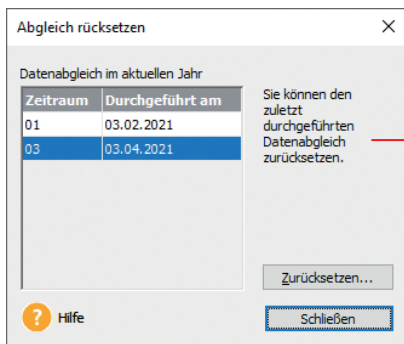 Abgleich rücksetzen
Datenabgleich im aktuellen Jahr
Zeitraum Durchgeführt am
01 03.02.2021
03 03.04.2021
Sie können den
zuletzt
durchgeführten
Datenabgleich
zurücksetzen.
Zurücksetzen...
? Hilfe
Schließen